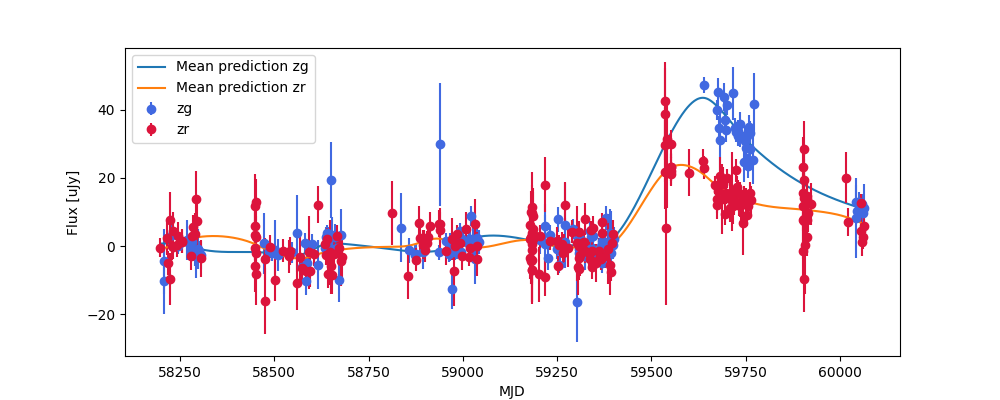 Mean prediction zg
Mean prediction zr
zg
zr
Flux [uJy]
40
20
0
−20
58250 58500 58750 59000 59250 59500 59750 60000
MJD